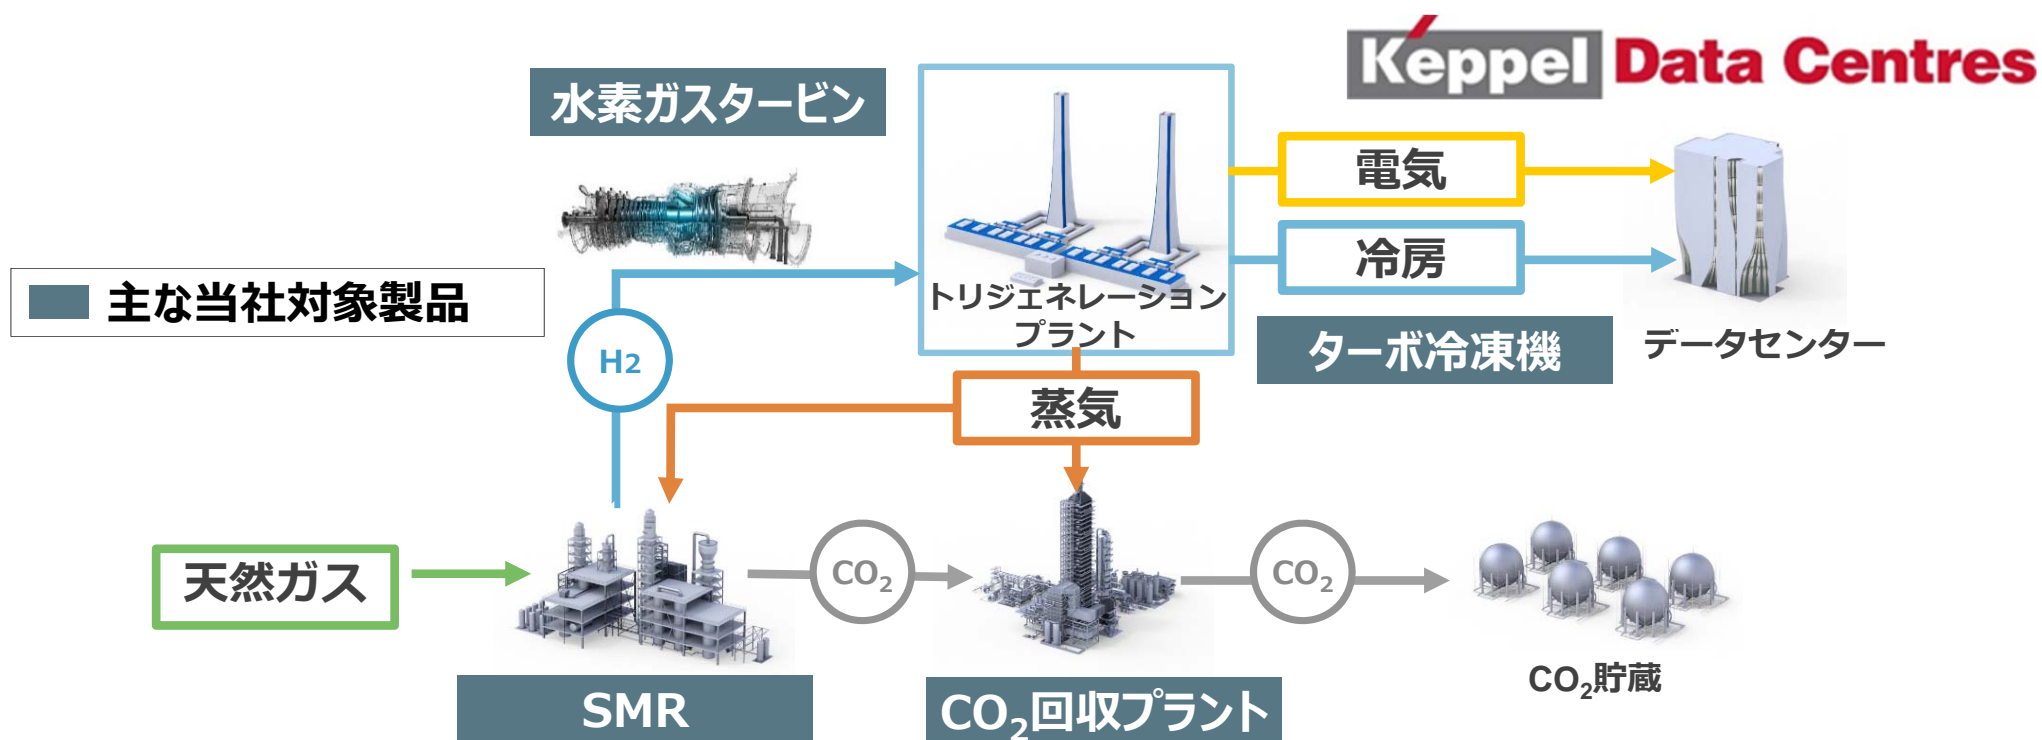 Keppel Data Centres
水素ガスタービン
電気
冷房
主な当社対象製品
トリジェネレーション
プラント
ターボ冷凍機
データセンター
H2
蒸気
天然ガス
CO₂
CO₂
SMR
CO₂回収プラント
CO₂貯蔵